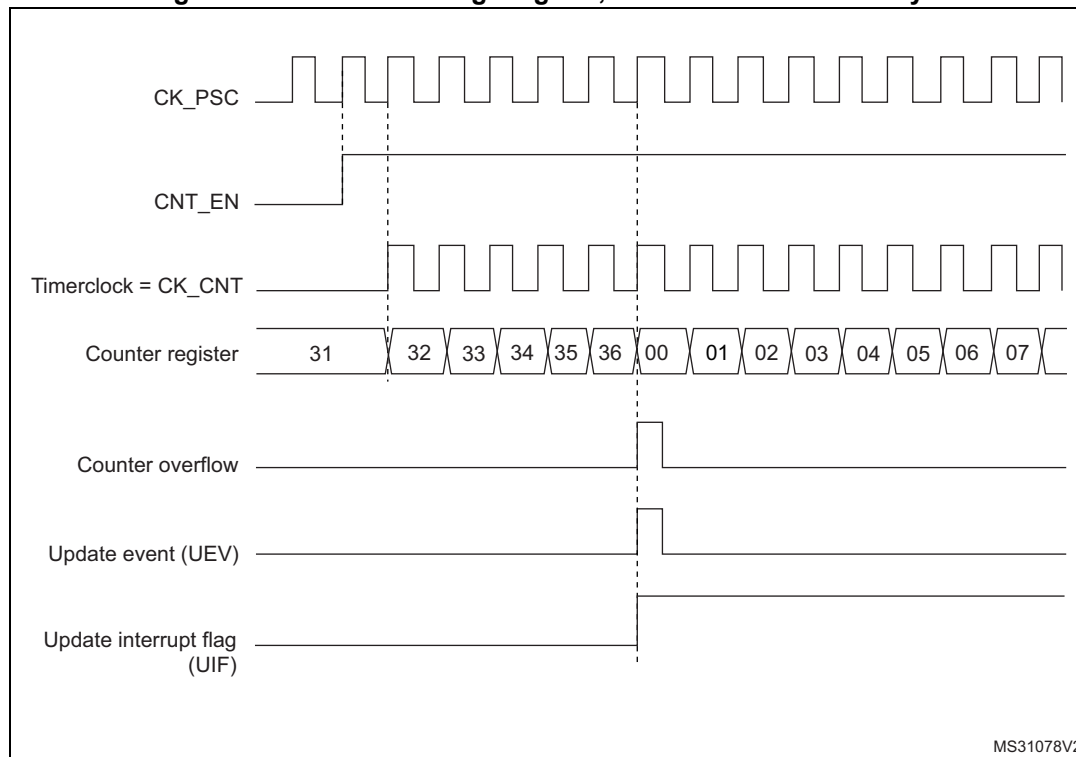 CK_PSC
CNT_EN
Timerclock = CK_CNT
Counter register 31 32 33 34 35 36 00 01 02 03 04 05 06 07
Counter overflow
Update event (UEV)
Update interrupt flag
(UIF)
MS31078V2